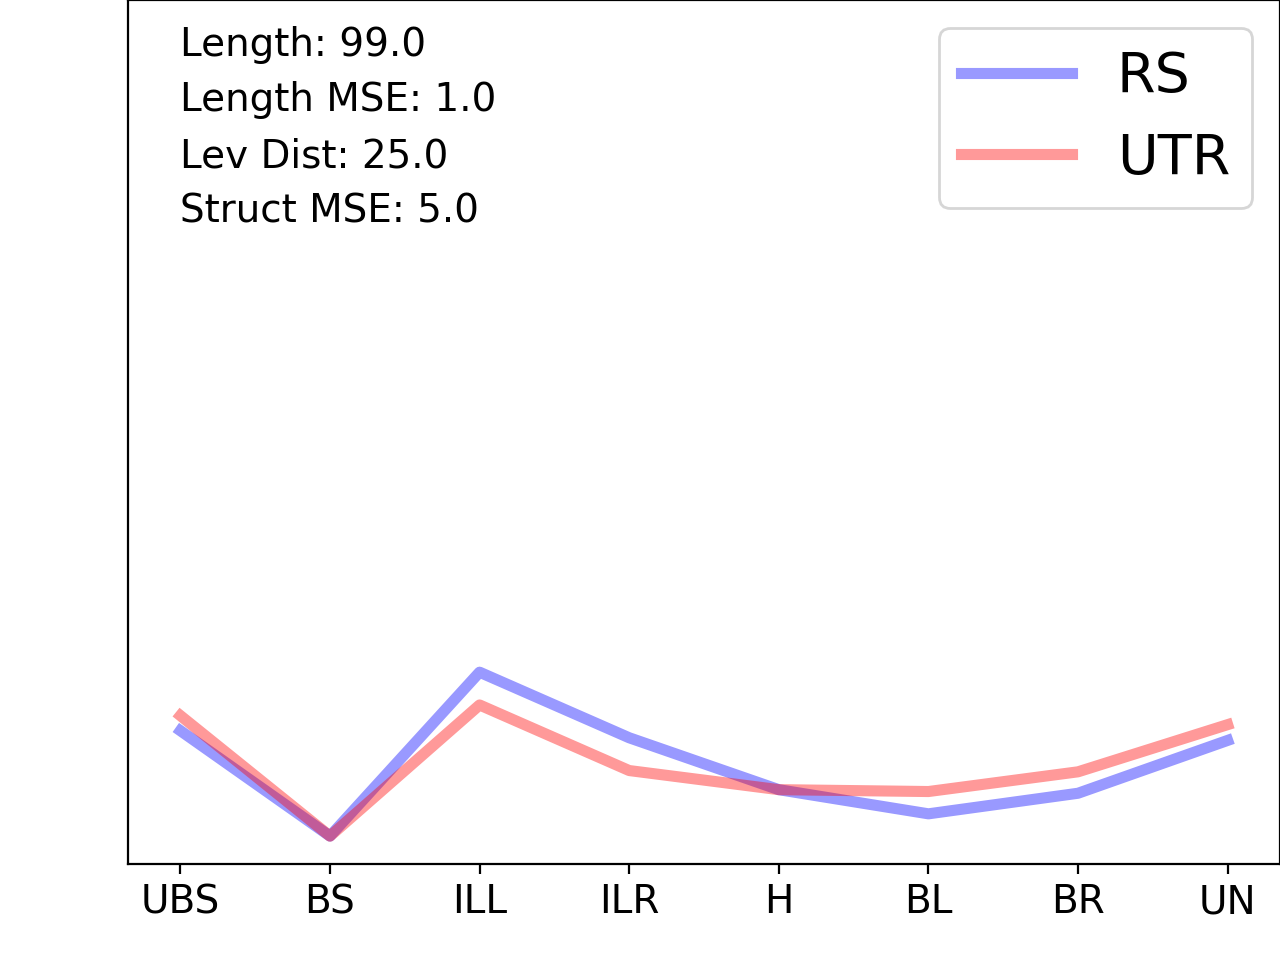 Length: 99.0
Length MSE: 1.0
Lev Dist: 25.0
Struct MSE: 5.0
RS
UTR
UBS BS ILL ILR H BL BR UN